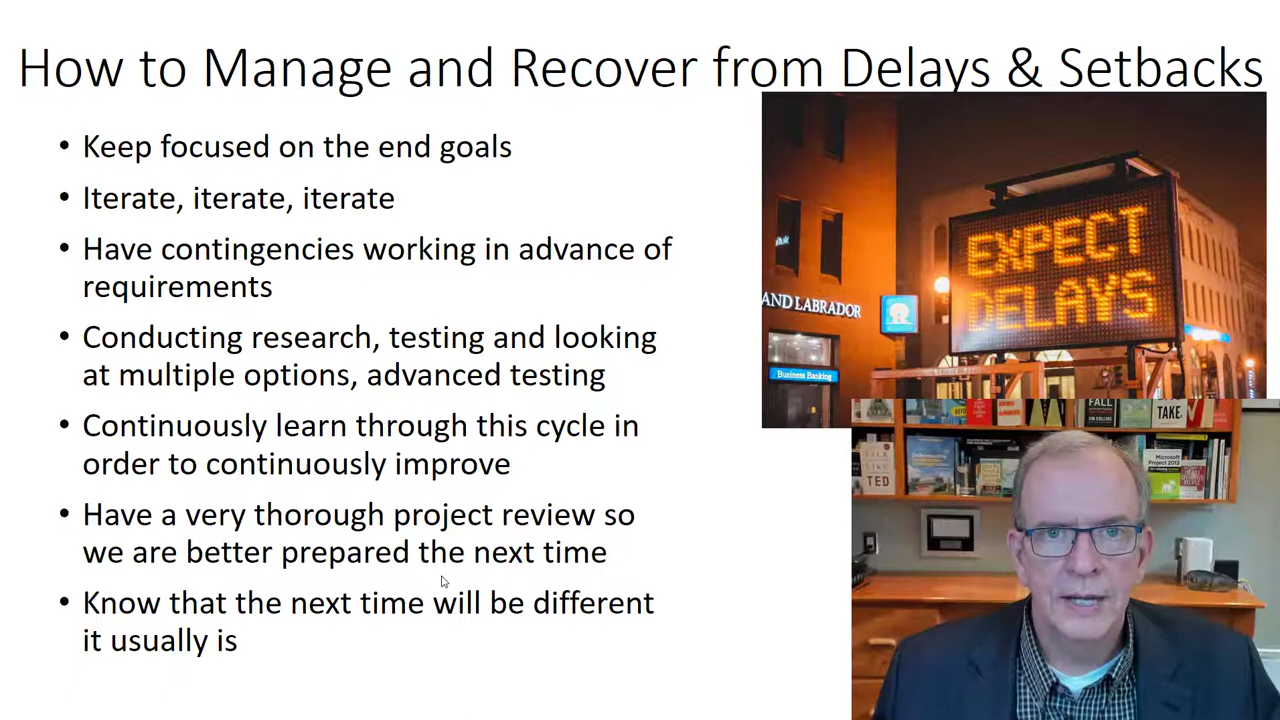 How to Manage and Recover from Delays & Setbacks
• Keep focused on the end goals
• Iterate, iterate, iterate
• Have contingencies working in advance of
requirements
• Conducting research, testing and looking
at multiple options, advanced testing
• Continuously learn through this cycle in
order to continuously improve
• Have a very thorough project review so
we are better prepared the next time
• Know that the next time will be different
it usually is
EXPECT
DELAYS
AND LABRADOR
Business Banking
FALL
TAKE.
TALK
LIKE
TED
Microsoft
Project 2013